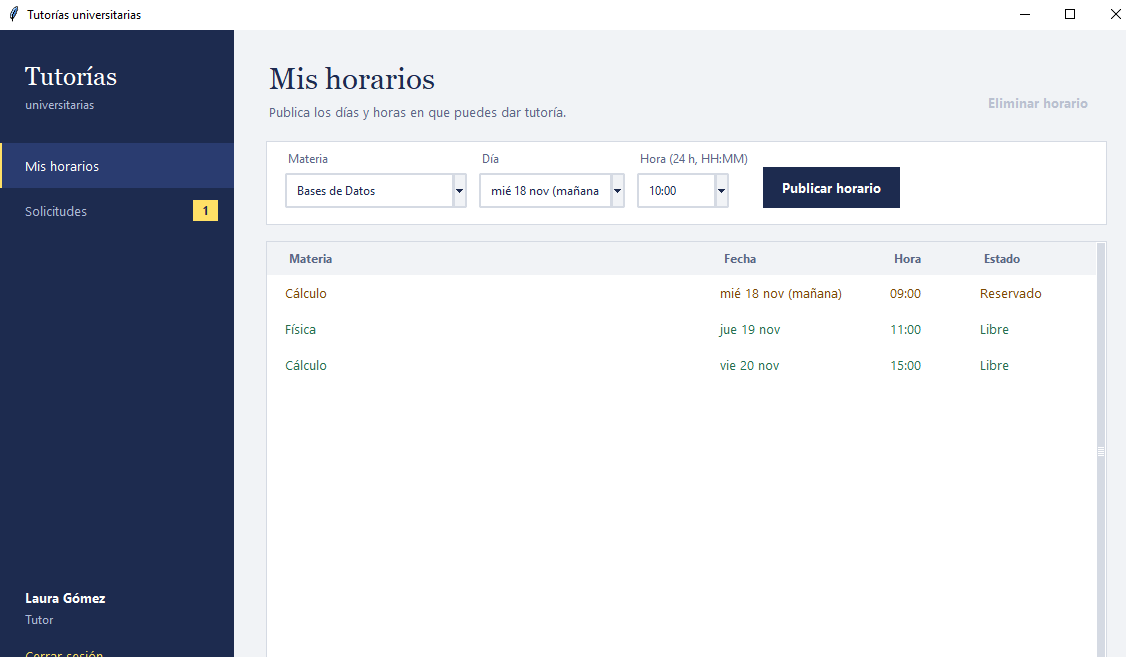 Tutorías universitarias
Tutorías
universitarias
Mis horarios
Solicitudes 1
Laura Gómez
Tutor
Cerrar sesión
Mis horarios
Publica los días y horas en que puedes dar tutoría.
Eliminar horario
Materia Día Hora (24 h, HH:MM)
Bases de Datos mié 18 nov (mañana 10:00 Publicar horario
Materia Fecha Hora Estado
Cálculo mié 18 nov (mañana) 09:00 Reservado
Física jue 19 nov 11:00 Libre
Cálculo vie 20 nov 15:00 Libre